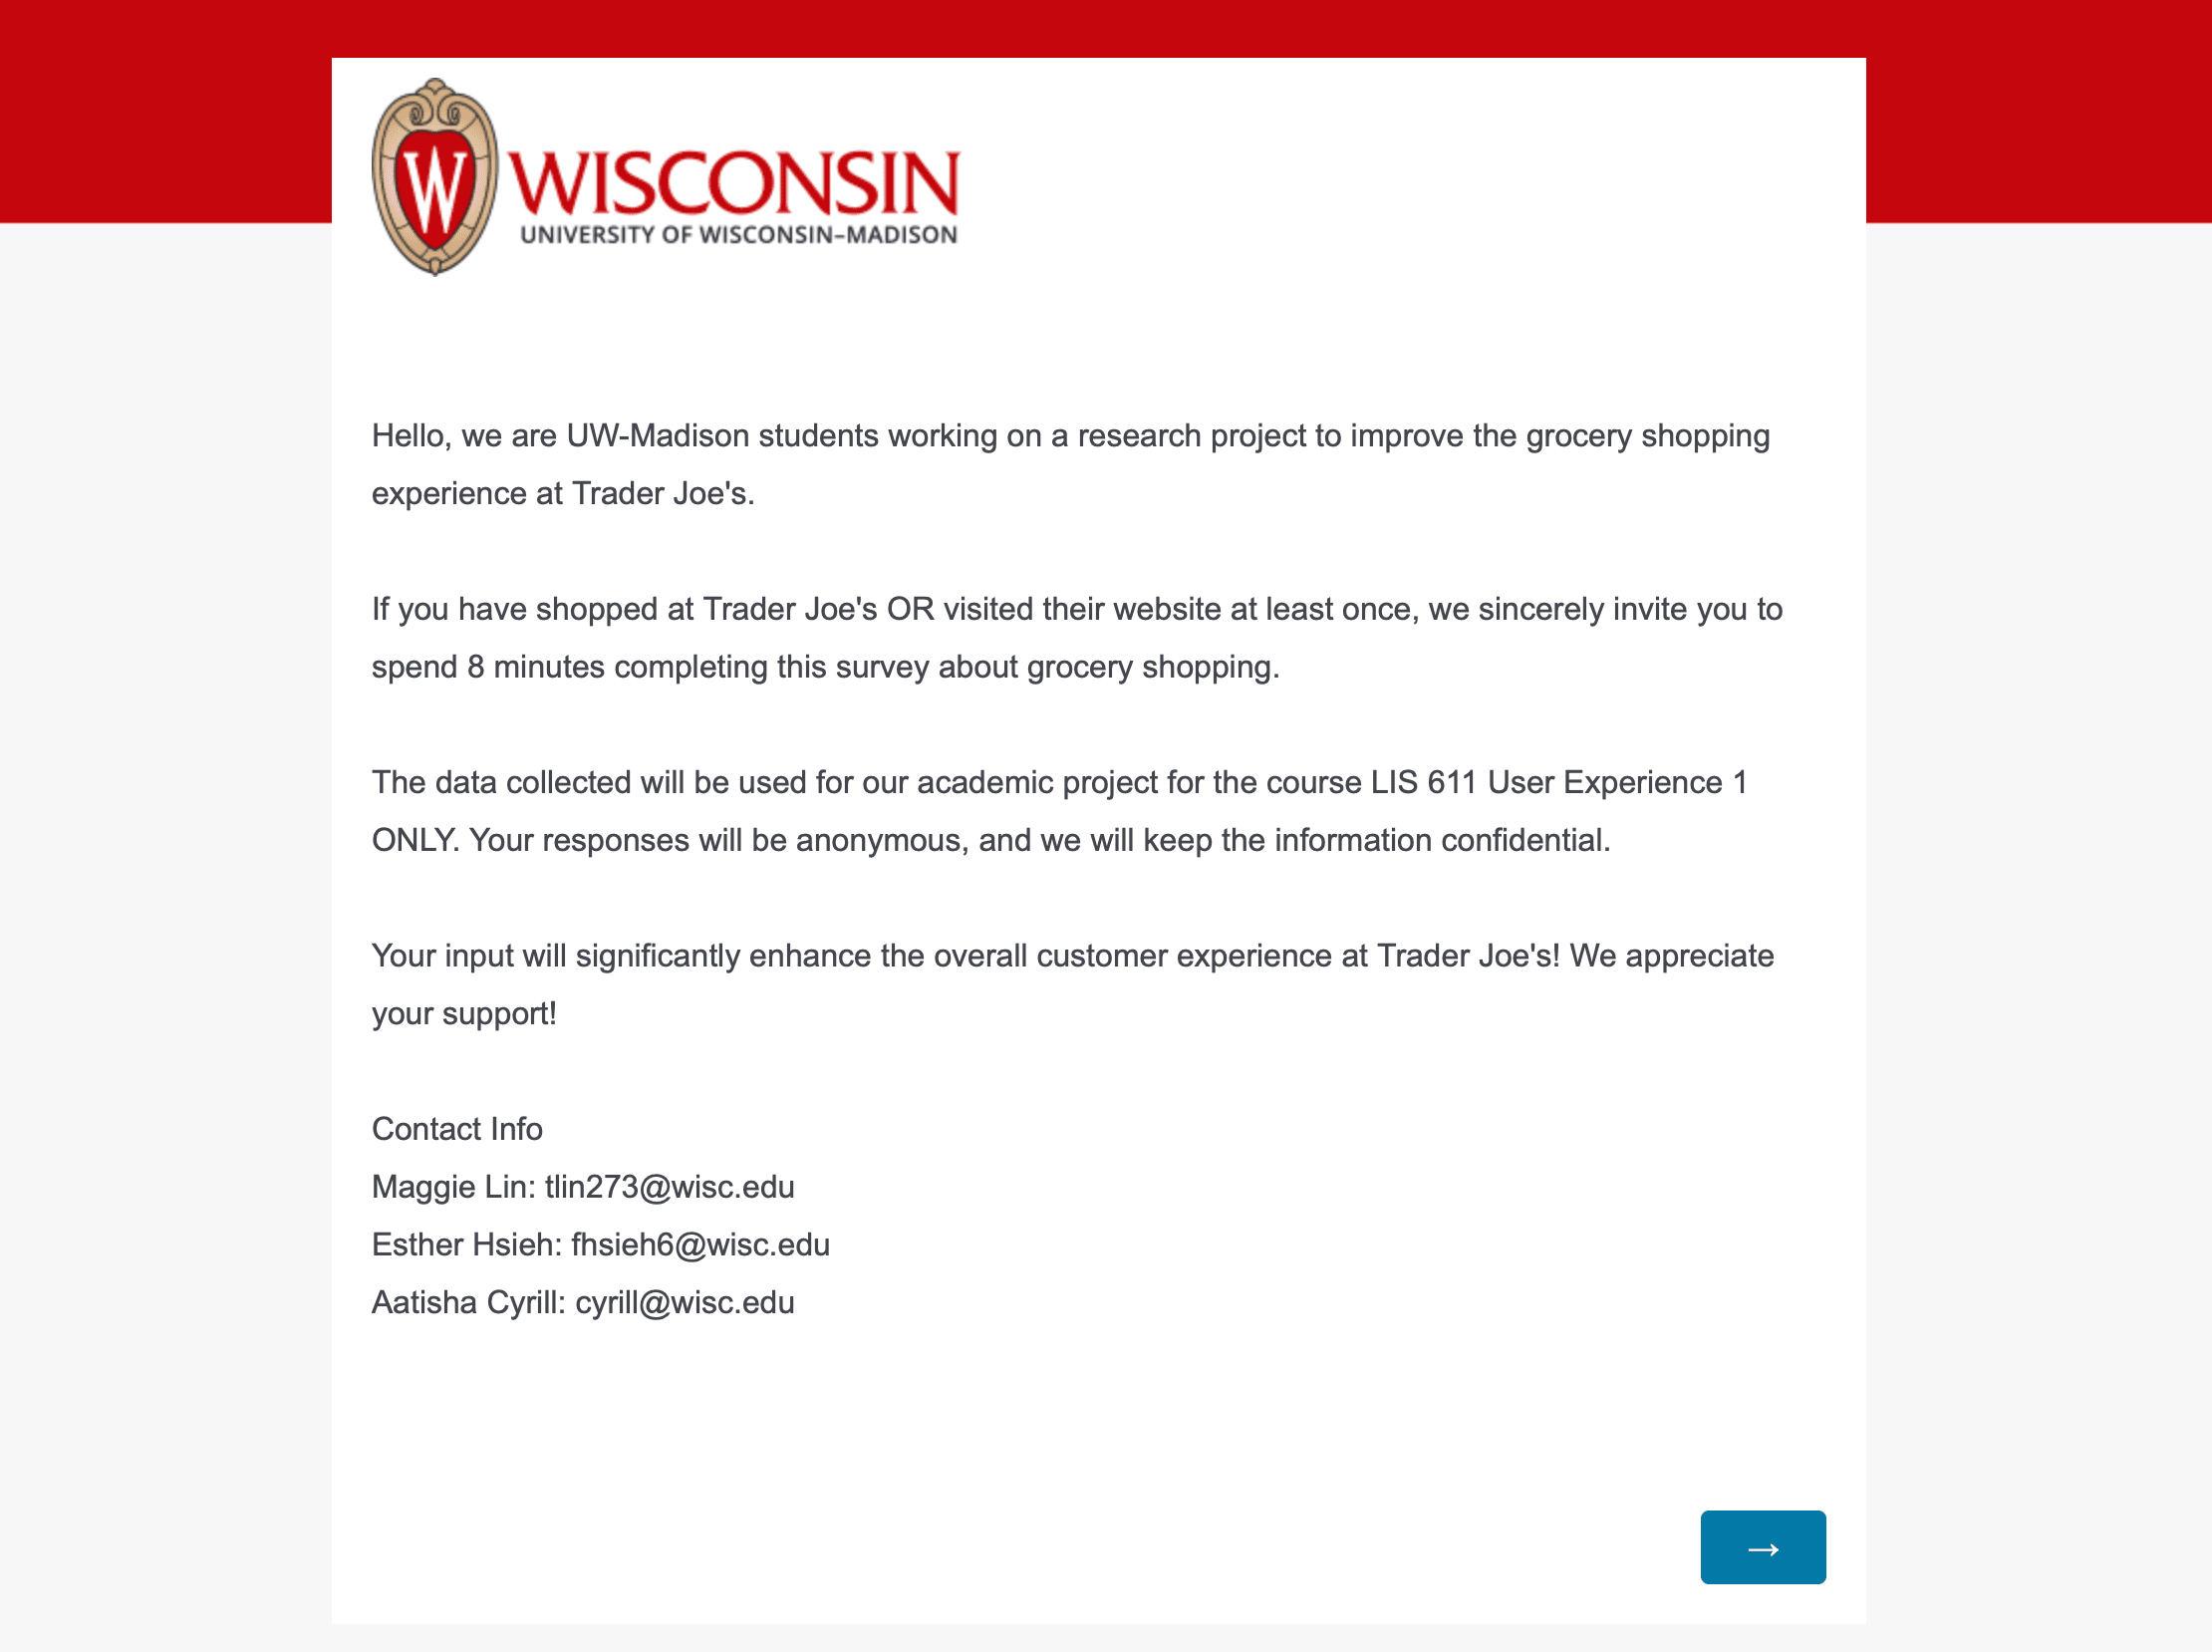 W
WISCONSIN
UNIVERSITY OF WISCONSIN–MADISON
Hello, we are UW-Madison students working on a research project to improve the grocery shopping
experience at Trader Joe's.
If you have shopped at Trader Joe's OR visited their website at least once, we sincerely invite you to
spend 8 minutes completing this survey about grocery shopping.
The data collected will be used for our academic project for the course LIS 611 User Experience 1
ONLY. Your responses will be anonymous, and we will keep the information confidential.
Your input will significantly enhance the overall customer experience at Trader Joe's! We appreciate
your support!
Contact Info
Maggie Lin: tlin273@wisc.edu
Esther Hsieh: fhsieh6@wisc.edu
Aatisha Cyrill: cyrill@wisc.edu
→